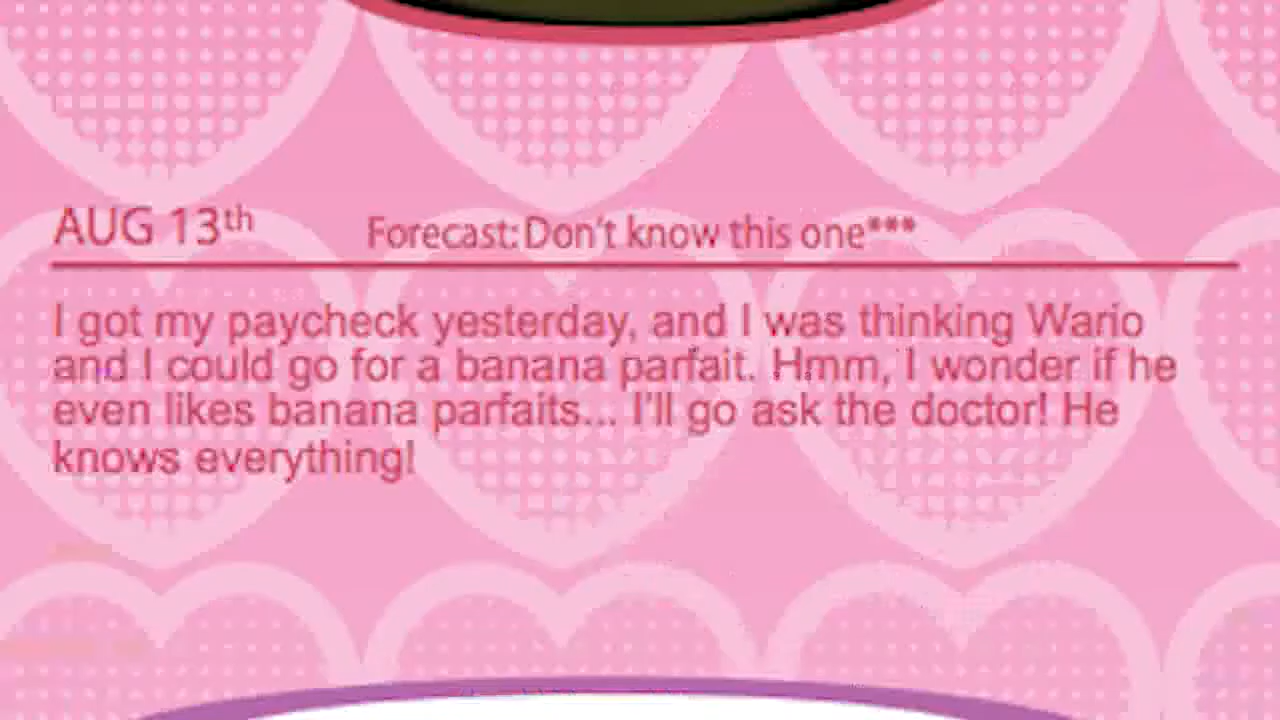 AUG 13th Forecast: Don't know this one***
I got my paycheck yesterday, and I was thinking Wario
and I could go for a banana parfait. Hmm, I wonder if he
even likes banana parfaits... I'll go ask the doctor! He
knows everything!